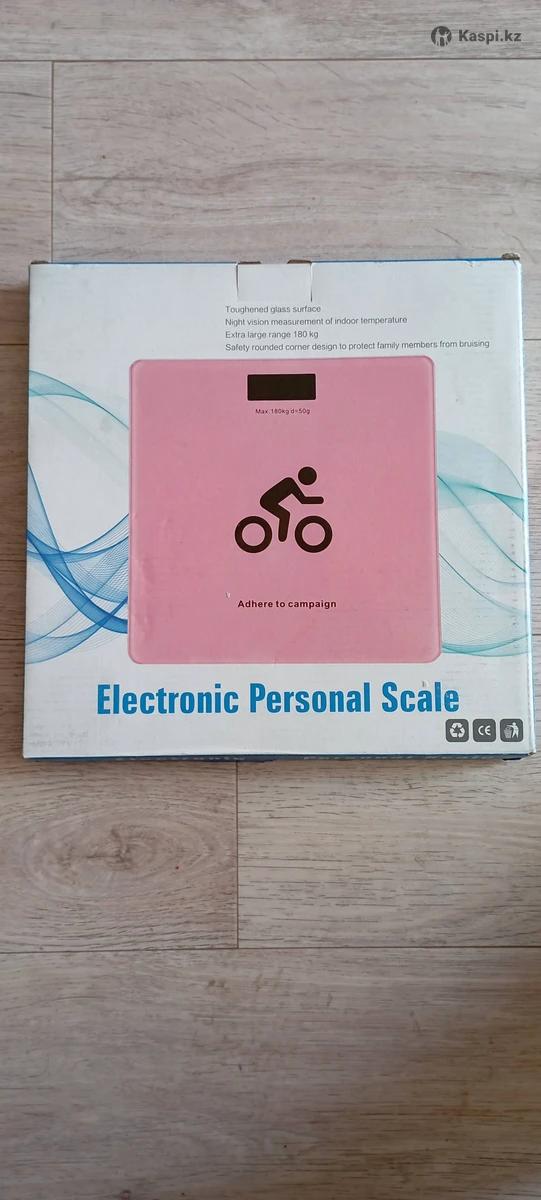 Kaspi.kz
Toughened glass surface
Night vision measurement of indoor temperature
Extra large range 180 kg
Safety rounded corner design to protect family members from bruising
Max.180kg d=50g
Adhere to campaign
Electronic Personal Scale
CE